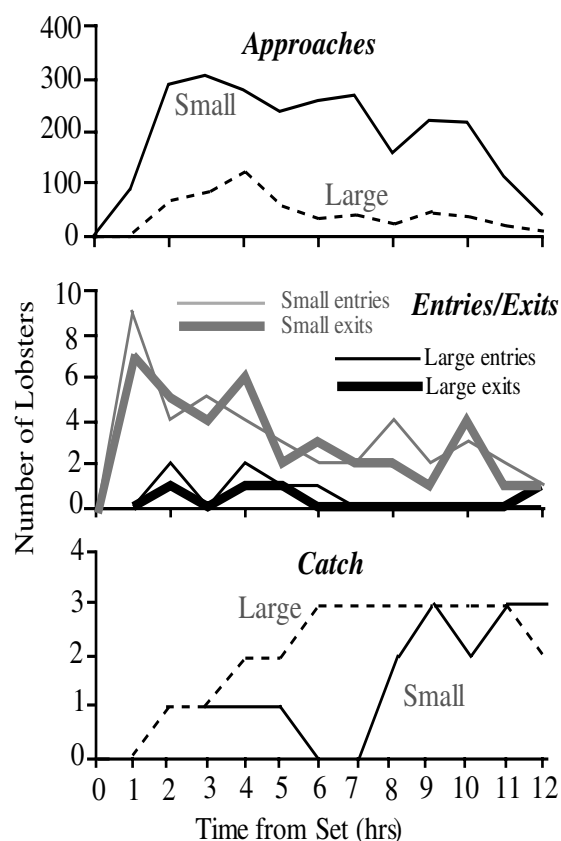 Approaches
400
300
200
100
0
Small
Large
Number of Lobsters
Entries/Exits
10
8
6
4
2
0
Small entries
Small exits
Large entries
Large exits
Catch
4
3
2
1
0
Large
Small
0 1 2 3 4 5 6 7 8 9 10 11 12
Time from Set (hrs)